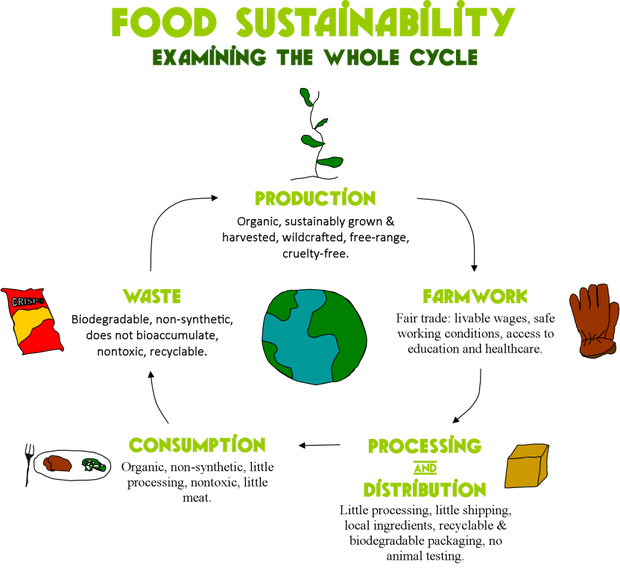 FOOD SUSTAINABILITY
EXAMINING THE WHOLE CYCLE
PRODUCTION
Organic, sustainably grown &
harvested, wildcrafted, free-range,
cruelty-free.
FARMWORK
Fair trade: livable wages, safe
working conditions, access to
education and healthcare.
PROCESSING
AND
DISTRIBUTION
Little processing, little shipping,
local ingredients, recyclable &
biodegradable packaging, no
animal testing.
CONSUMPTION
Organic, non-synthetic, little
processing, nontoxic, little
meat.
WASTE
Biodegradable, non-synthetic,
does not bioaccumulate,
nontoxic, recyclable.
CRISPS